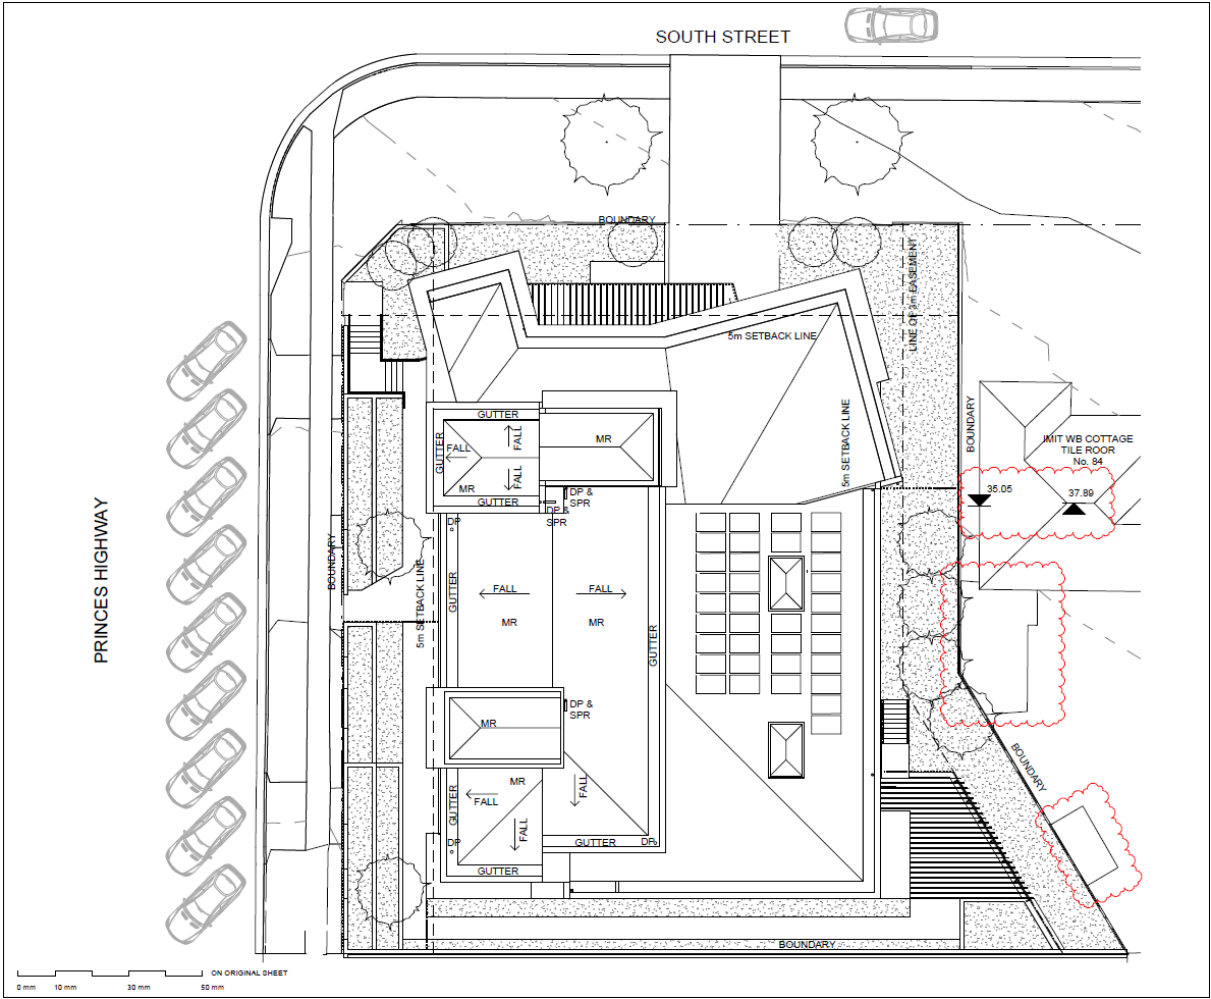 SOUTH STREET
BOUNDARY
LINE OF 3m EASEMENT
5m SETBACK LINE
5m SETBACK LINE
BOUNDARY
IMIT WB COTTAGE
TILE ROOR
No. 84
35.05
37.89
GUTTER
GUTTER
FALL
FALL
FALL
MR
GUTTER
MR
DP &
SPR
DP &
SPR
DP
PRINCES HIGHWAY
BOUNDARY
5m SETBACK LINE
GUTTER
FALL
FALL
MR
MR
GUTTER
DP &
SPR
MR
BOUNDARY
MR
GUTTER
FALL
FALL
FALL
DP
GUTTER
DP
GUTTER
BOUNDARY
ON ORIGINAL SHEET
0 mm 10 mm 30 mm 50 mm